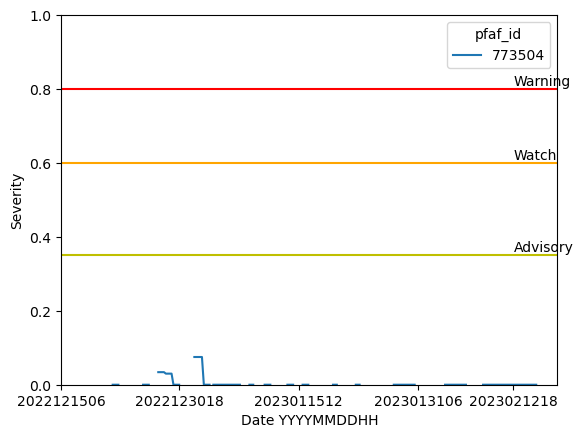 1.0
pfaf_id
773504
0.8
Warning
0.6
Watch
Severity
0.4
Advisory
0.2
0.0
2022121506 2022123018 2023011512 2023013106 2023021218
Date YYYYMMDDHH